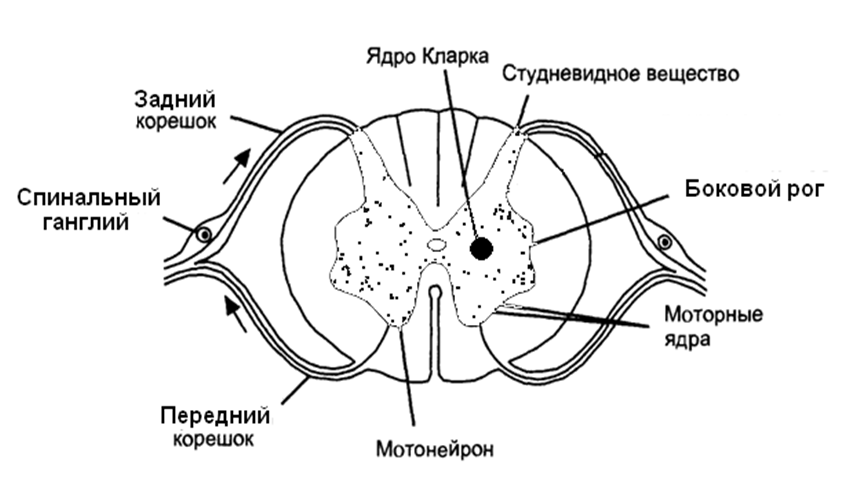 Ядро Кларка
Студневидное вещество
Задний
корешок
Спинальный
ганглий
Боковой рог
Моторные
ядра
Передний
корешок
Мотонейрон